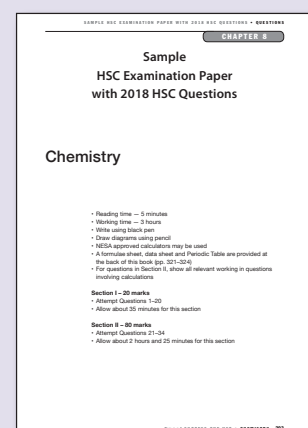 SAMPLE HSC EXAMINATION PAPER WITH 2018 HSC QUESTIONS • QUESTIONS
CHAPTER 8
Sample
HSC Examination Paper
with 2018 HSC Questions
Chemistry
• Reading time — 5 minutes
• Working time — 3 hours
• Write using black pen
• Draw diagrams using pencil
• NESA approved calculators may be used
• A formulae sheet, data sheet and Periodic Table are provided at
the back of this book (pp. 321–324)
• For questions in Section II, show all relevant working in questions
involving calculations
Section I – 20 marks
• Attempt Questions 1–20
• Allow about 35 minutes for this section
Section II – 80 marks
• Attempt Questions 21–34
• Allow about 2 hours and 25 minutes for this section